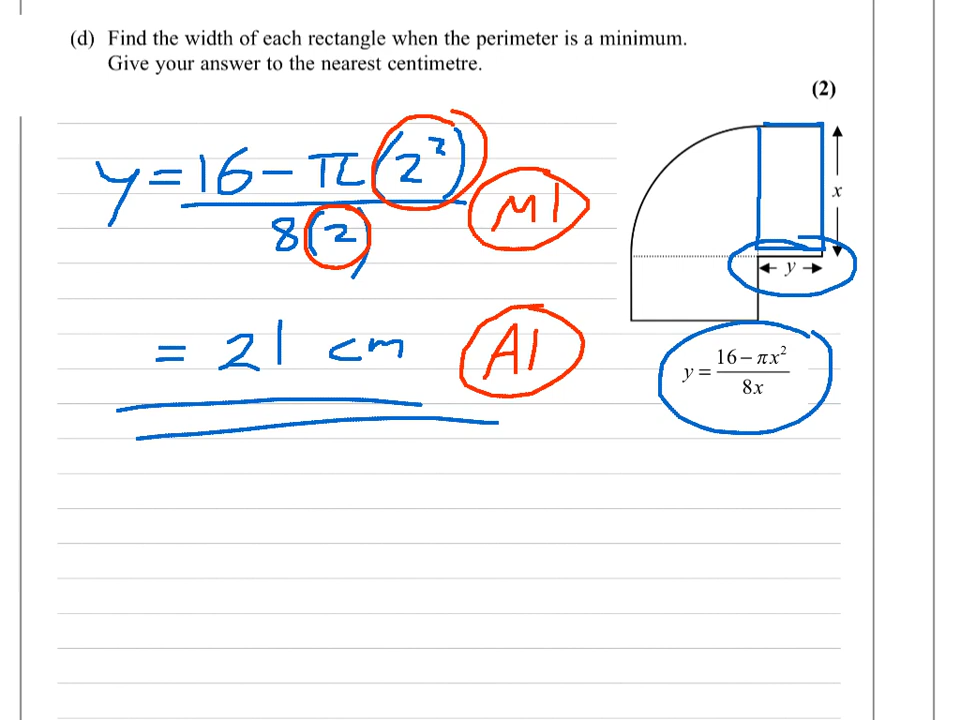 (d) Find the width of each rectangle when the perimeter is a minimum.
Give your answer to the nearest centimetre.
(2)
y = 16 - π(2²)
8(2)
M1
x
y
= 21 cm
A1
y = 16 − πx²
8x